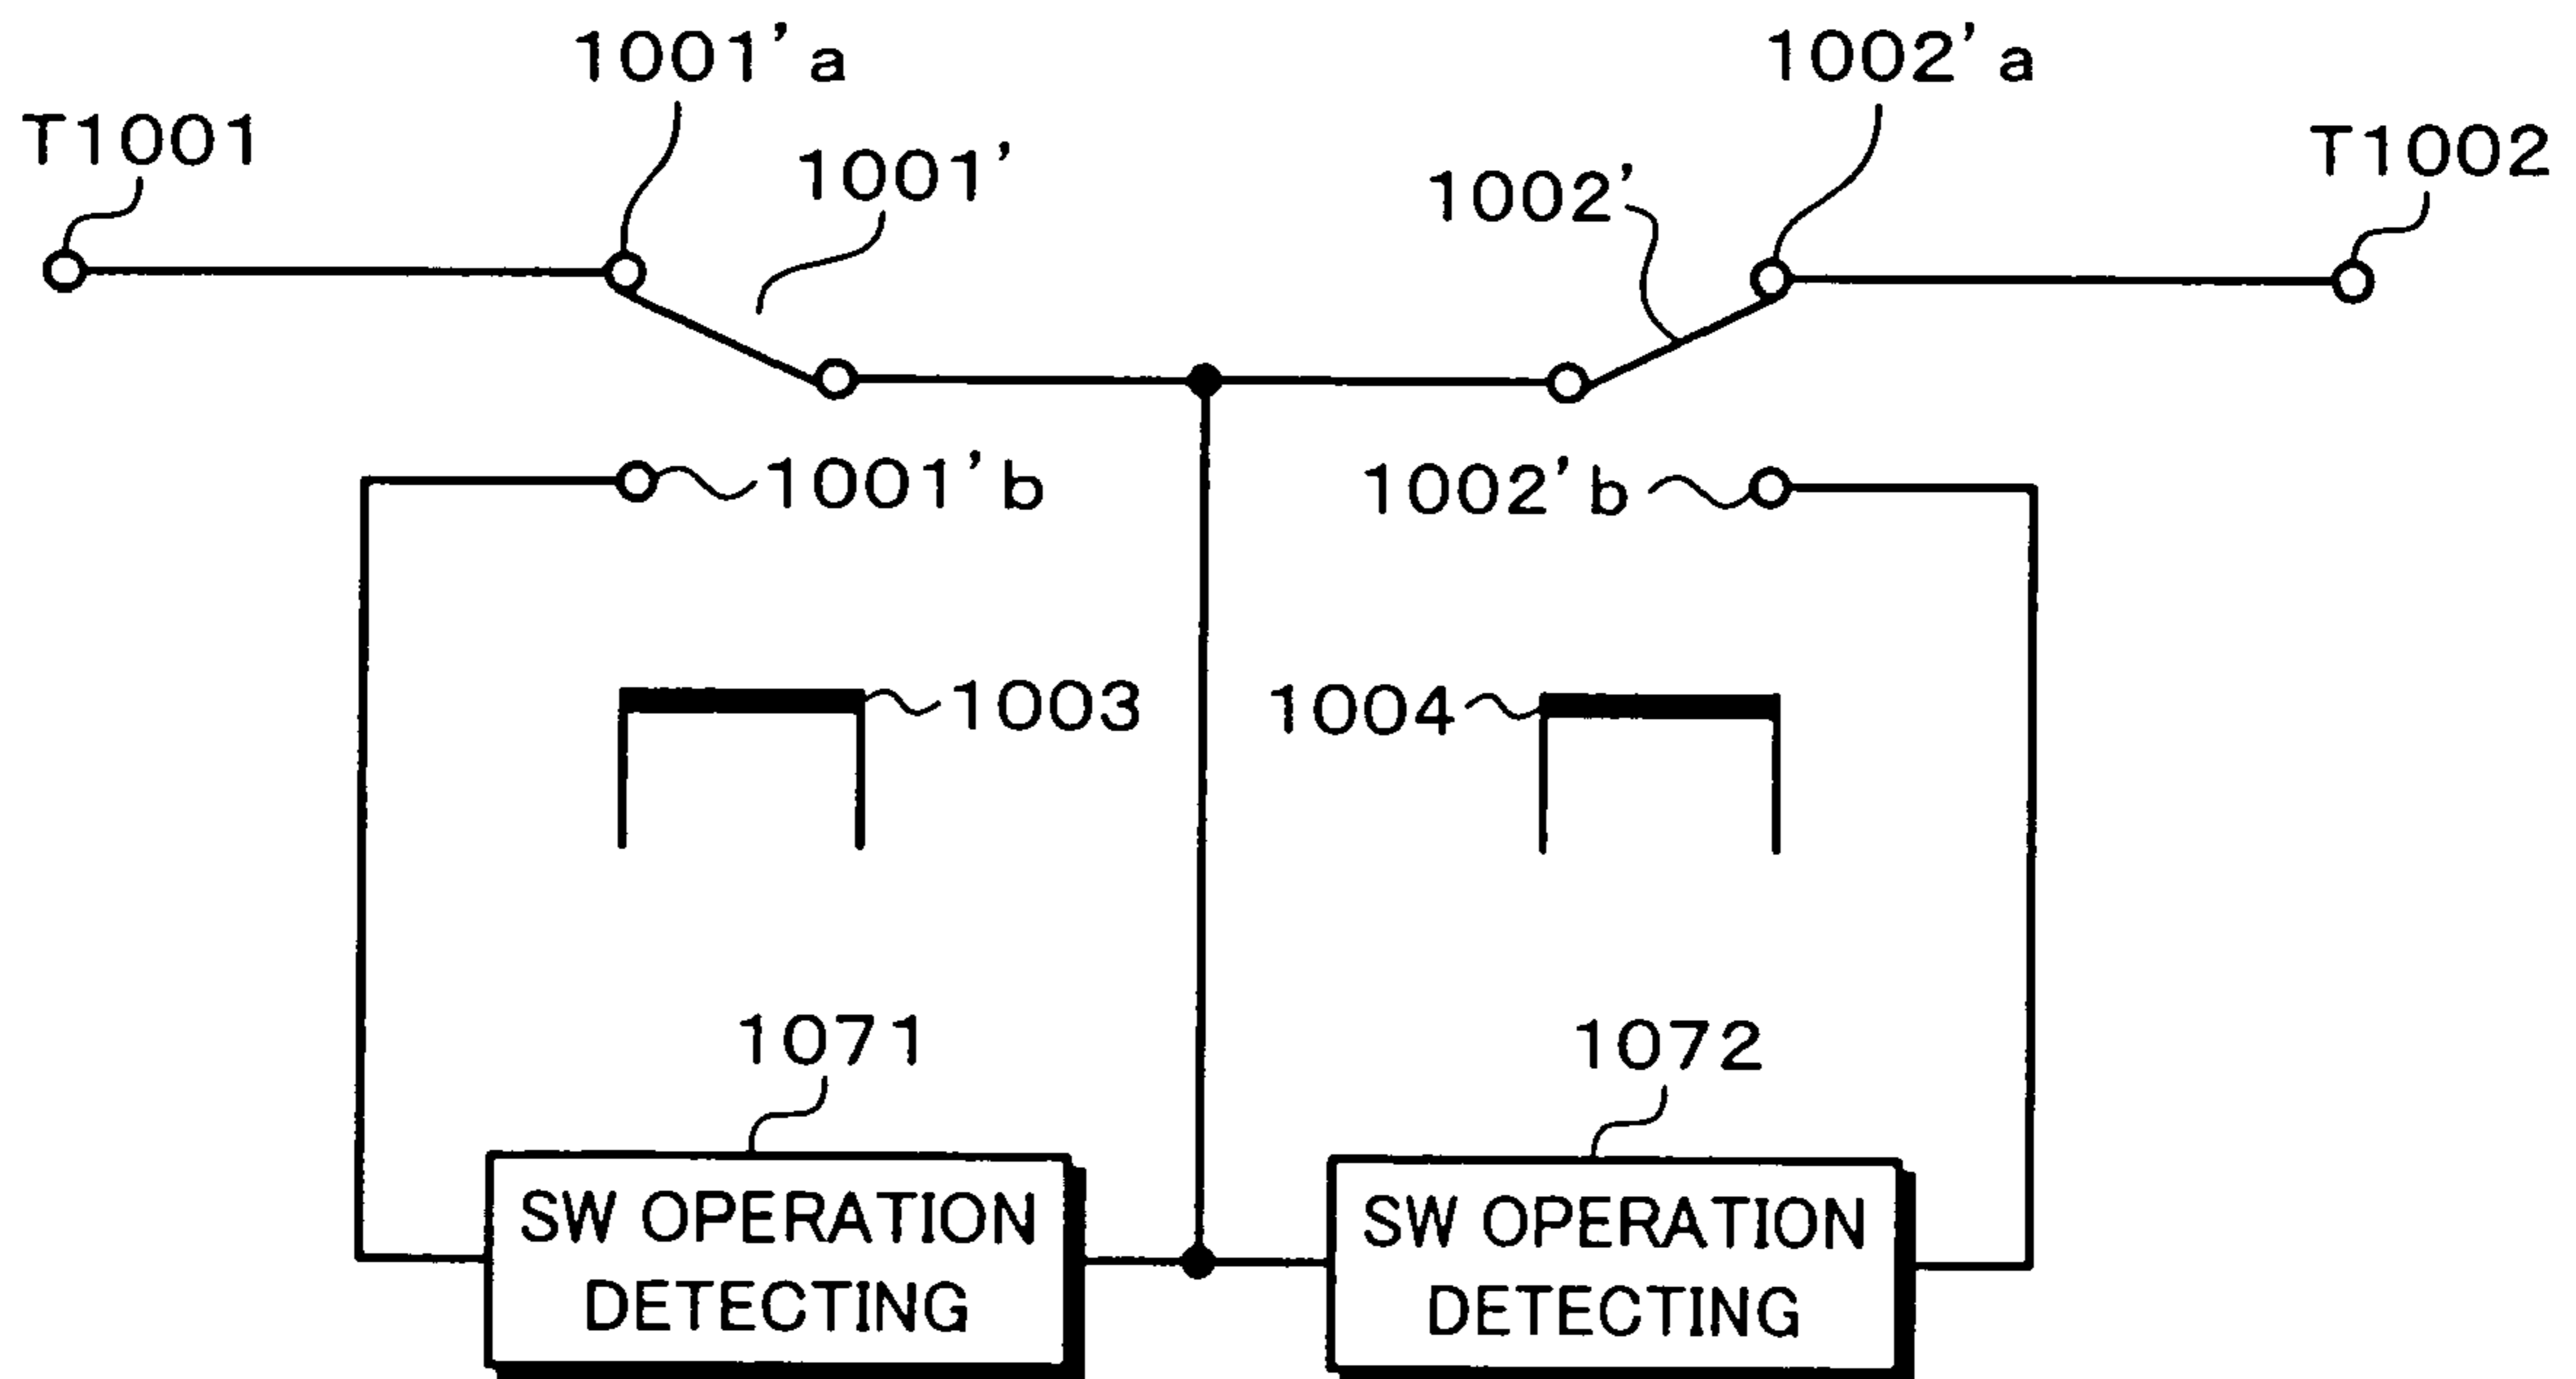 1001'a
1002'a
T1001
1001'
1002'
T1002
1001'b
1002'b
1003
1004
1071
1072
SW OPERATION
DETECTING
SW OPERATION
DETECTING